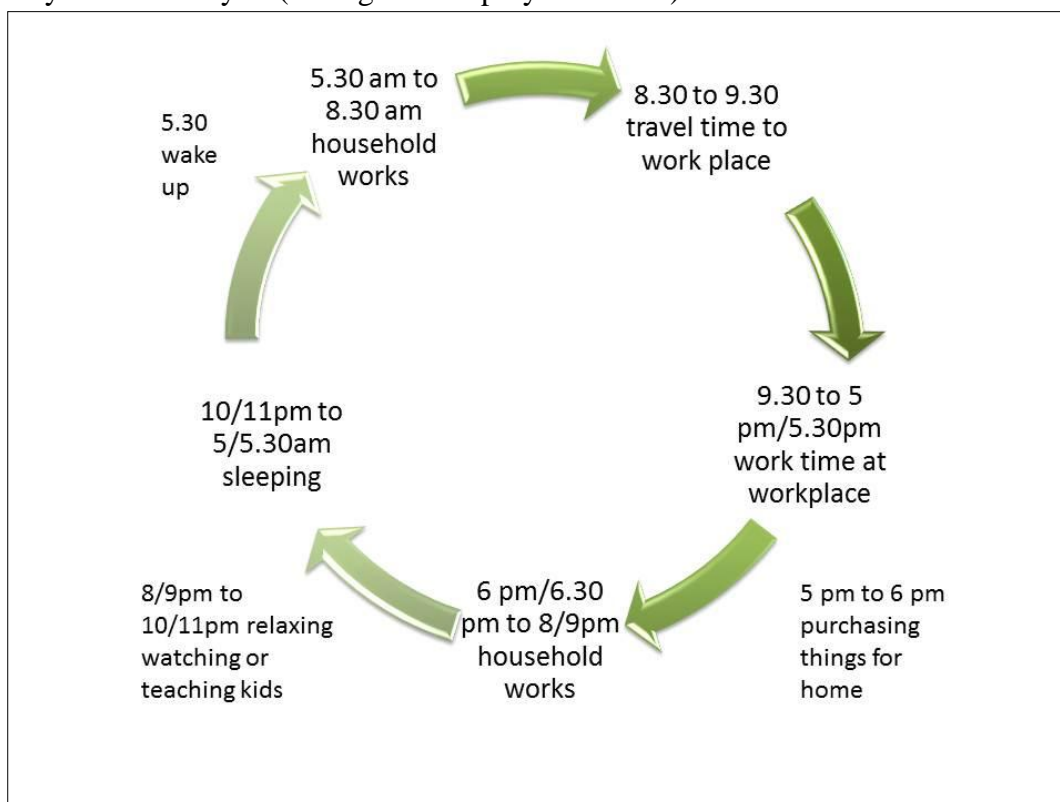 5.30 am to
8.30 am
household
works
8.30 to 9.30
travel time to
work place
9.30 to 5
pm/5.30pm
work time at
workplace
5 pm to 6 pm
purchasing
things for
home
6 pm/6.30
pm to 8/9pm
household
works
8/9pm to
10/11pm relaxing
watching or
teaching kids
10/11pm to
5/5.30am
sleeping
5.30
wake
up